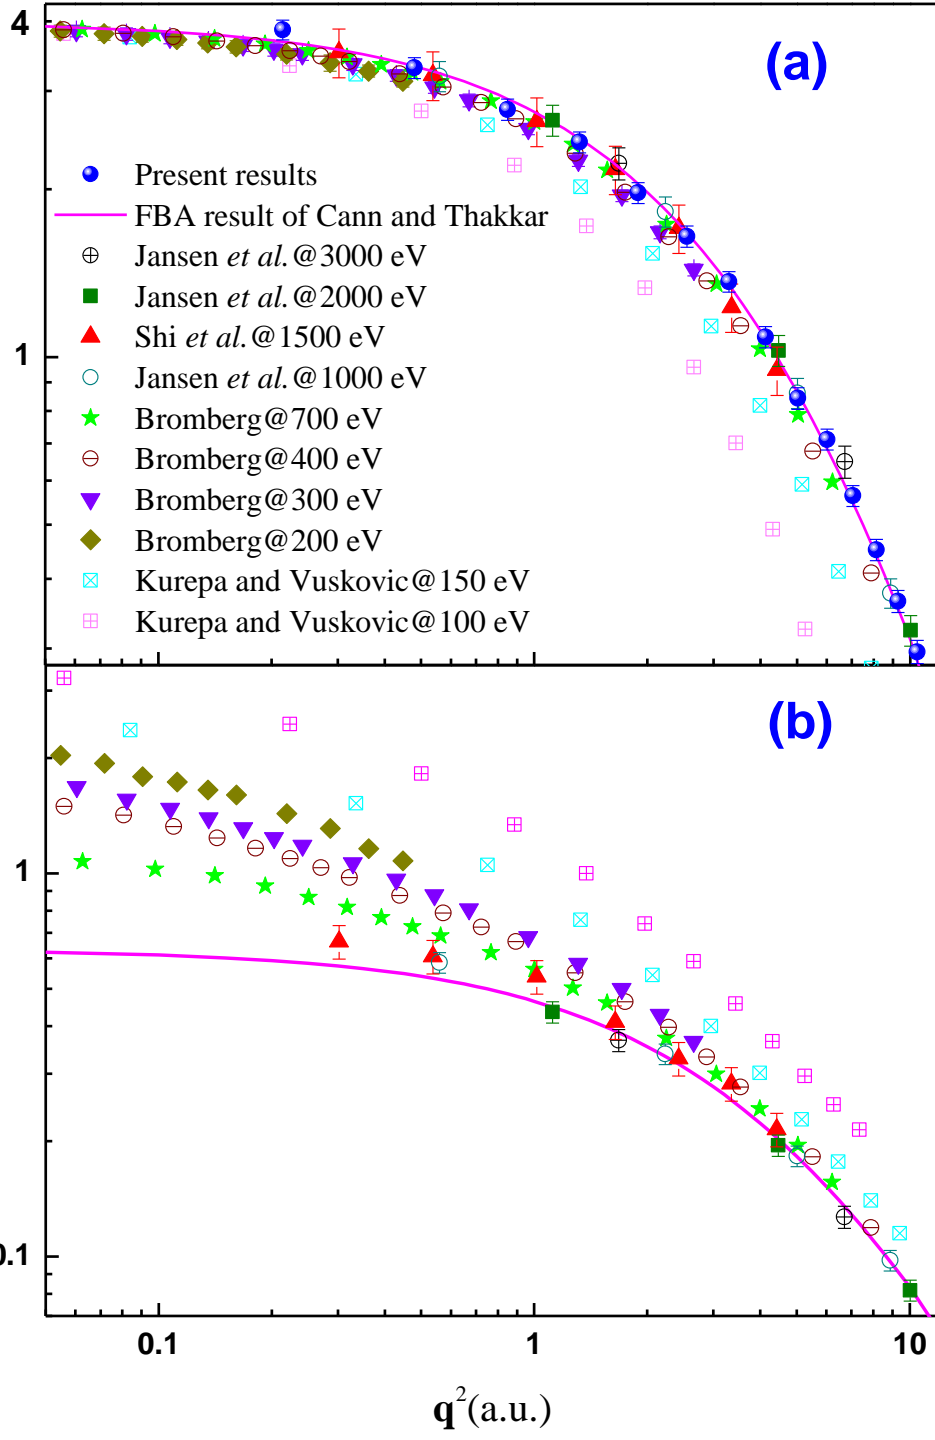 4
(a)
Present results
FBA result of Cann and Thakkar
Jansen et al.@3000 eV
Jansen et al.@2000 eV
Shi et al.@1500 eV
Jansen et al.@1000 eV
Bromberg@700 eV
Bromberg@400 eV
Bromberg@300 eV
Bromberg@200 eV
Kurepa and Vuskovic@150 eV
Kurepa and Vuskovic@100 eV
1
(b)
1
0.1
0.1 1 10
q²(a.u.)